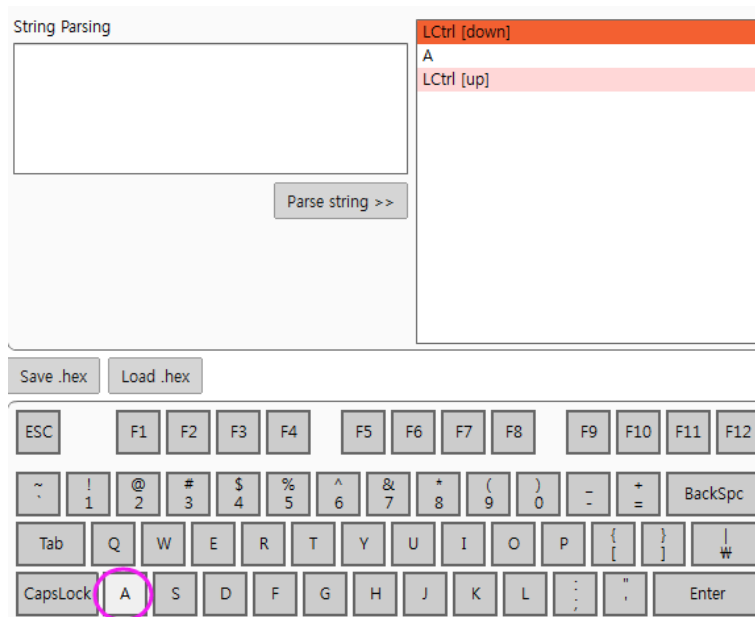 String Parsing
LCtrl [down]
A
LCtrl [up]
Parse string >>
Save .hex
Load .hex
ESC F1 F2 F3 F4 F5 F6 F7 F8 F9 F10 F11 F12
~ ! @ # $ % ^ & * ( ) _ +
` 1 2 3 4 5 6 7 8 9 0 - = BackSpc
Tab Q W E R T Y U I O P { } |
[ ] ₩
CapsLock A S D F G H J K L : " Enter
; '